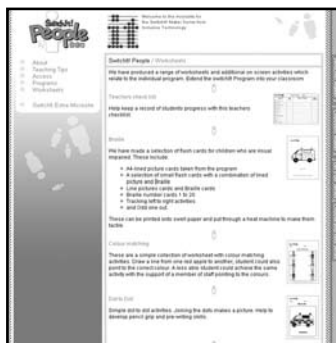 SwitchIt!
People
Extra
Welcome to the microsite for
the SwitchIt! Maker Series from
Inclusive Technology
About
Teaching Tips
Access
Programs
Worksheets
SwitchIt! Extra Microsite
SwitchIt! People / Worksheets
We have produced a range of worksheets and additional on screen activities which
relate to the individual program. Extend the switchIt Program into your classroom
Teachers check list
Help keep a record of students progress with this teachers
checklist.
Braille
We have made a selection of flash cards for children who are visual
impaired. These include:
A4 lined picture cards taken from the program
A selection of small flash cards with a combination of lined
picture and Braille
Line pictures cards and Braille cards
Braille number cards 1 to 20
Tracking left to right activities
and Odd one out.
These can be printed onto swell paper and put through a heat machine to make them
tactile.
Colour matching
These are a simple collection of worksheet with colour matching
activities. Draw a line from one red apple to another, student could also
point to the correct colour. A less able student could achieve the same
activity with the support of a member of staff pointing to the colours.
Dot to Dot
Simple dot to dot activities. Joining the dots makes a picture. Help to
develop pencil grip and pre-writing skills.